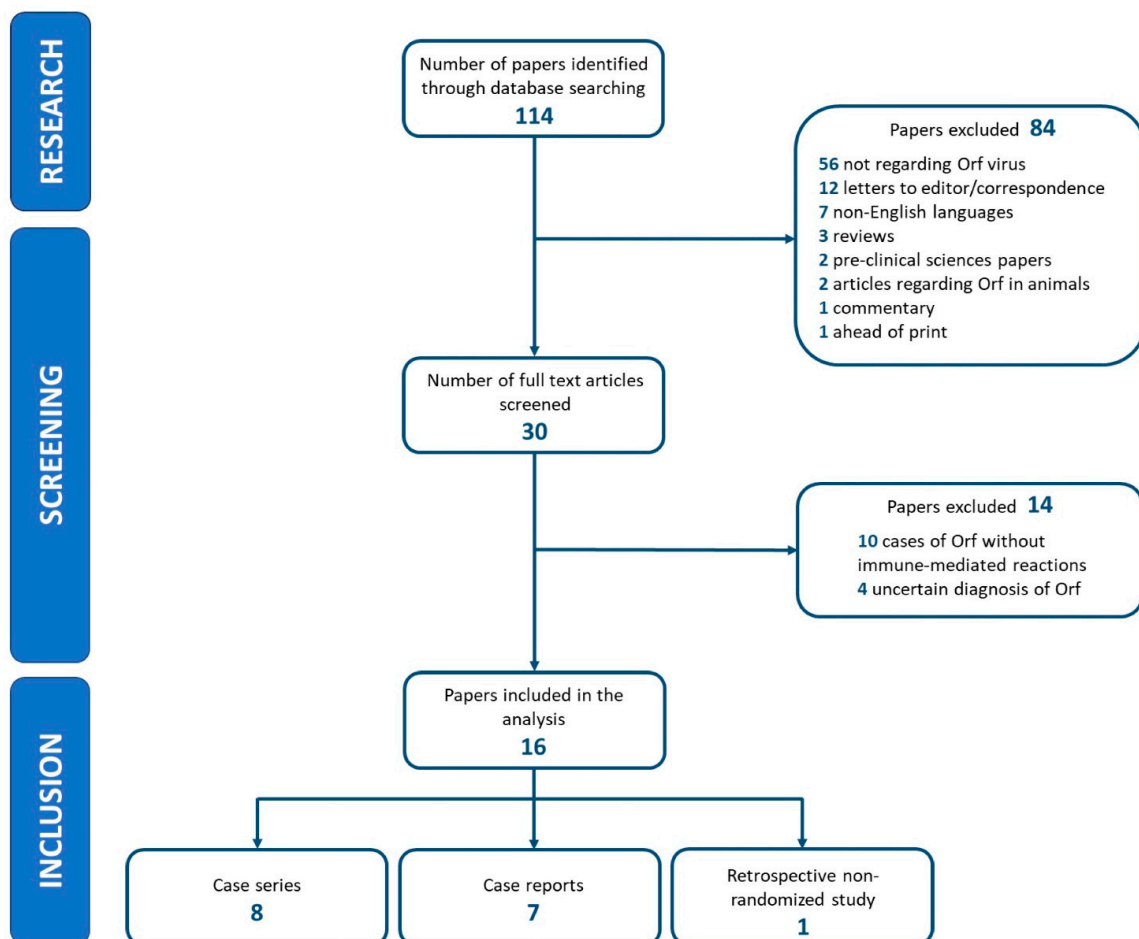 RESEARCH
Number of papers identified
through database searching
114
Papers excluded 84
56 not regarding Orf virus
12 letters to editor/correspondence
7 non-English languages
3 reviews
2 pre-clinical sciences papers
2 articles regarding Orf in animals
1 commentary
1 ahead of print
SCREENING
Number of full text articles
screened
30
Papers excluded 14
10 cases of Orf without
immune-mediated reactions
4 uncertain diagnosis of Orf
INCLUSION
Papers included in the
analysis
16
Case series
8
Case reports
7
Retrospective non-
randomized study
1